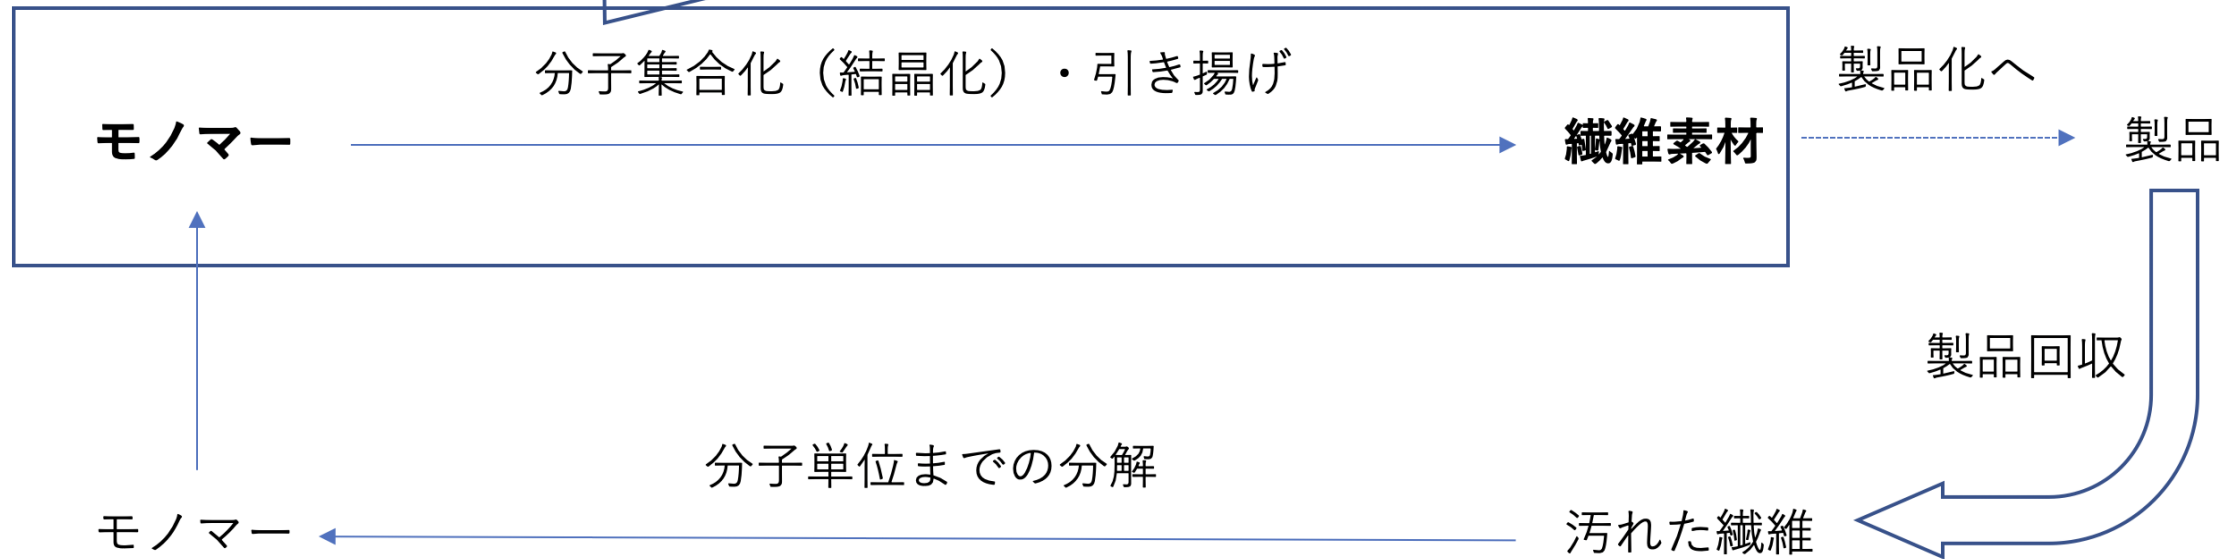 分子集合化（結晶化）・引き揚げ
製品化へ
モノマー
繊維素材
製品
製品回収
分子単位までの分解
モノマー
汚れた繊維